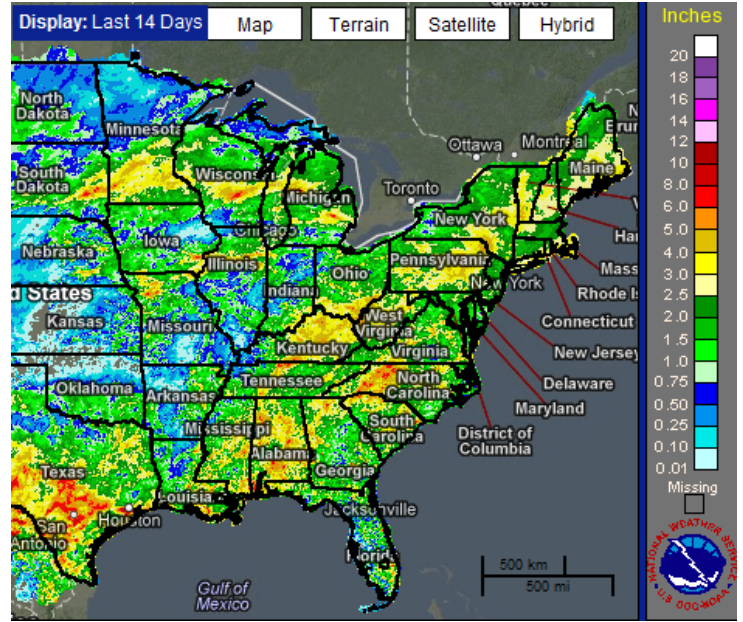 Quebec
Display: Last 14 Days
Map
Terrain
Satellite
Hybrid
Inches
North
Dakota
Minnesota
Ottawa
Montreal
Maine
South
Dakota
Wisconsin
Michigan
Toronto
New York
Iowa
Chicago
Nebraska
Illinois
Indiana
Ohio
Pennsylvania
New York
Mass
Rhode Is
d States
Kansas
Missouri
West
Virginia
Connecticut
Kentucky
Virginia
New Jersey
Oklahoma
Tennessee
North
Carolina
Delaware
Arkansas
Maryland
Mississippi
South
Carolina
District of
Columbia
Alabama
Texas
Georgia
Louisia
Jacksonville
San
Antonio
Houston
Florida
Gulf of
Mexico
500 km
500 mi
20
18
16
14
12
10
8.0
6.0
5.0
4.0
3.0
2.5
2.0
1.5
1.0
0.75
0.50
0.25
0.10
0.01
Missing
NATIONAL WEATHER SERVICE
U.S DOC-NOAA